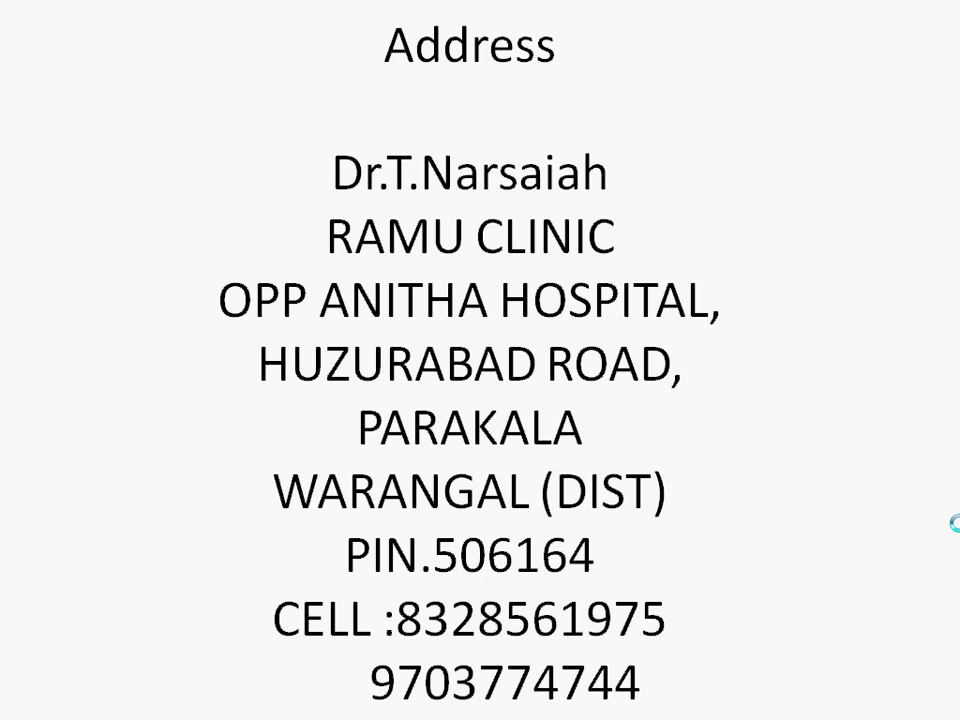 Address
Dr.T.Narsaiah
RAMU CLINIC
OPP ANITHA HOSPITAL,
HUZURABAD ROAD,
PARAKALA
WARANGAL (DIST)
PIN.506164
CELL :8328561975
9703774744